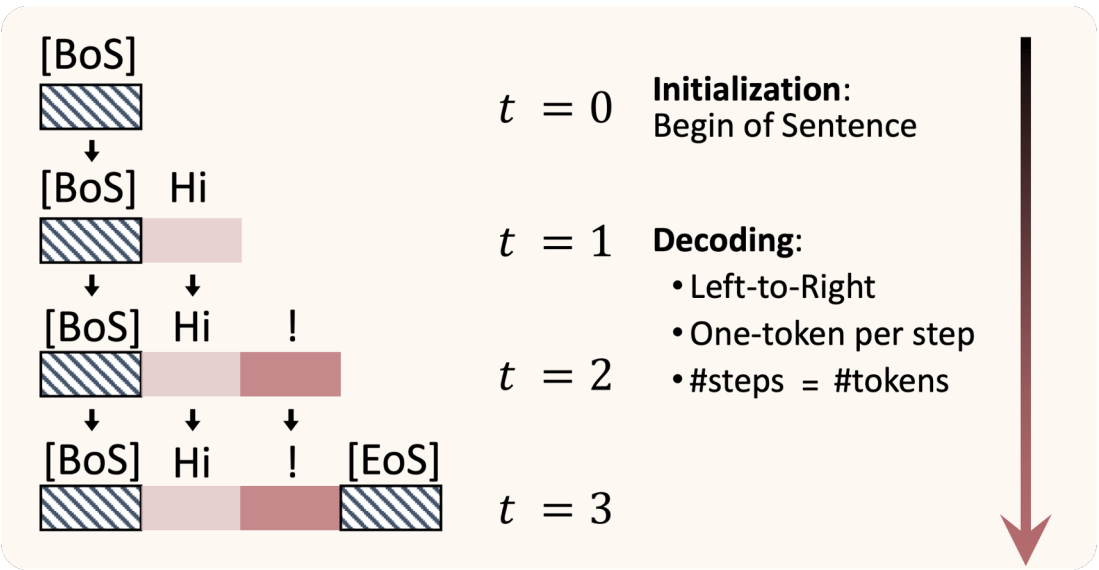 [BoS]
t = 0
Initialization:
Begin of Sentence
[BoS] Hi
t = 1
Decoding:
• Left-to-Right
[BoS] Hi !
• One-token per step
t = 2
• #steps = #tokens
[BoS] Hi ! [EoS]
t = 3